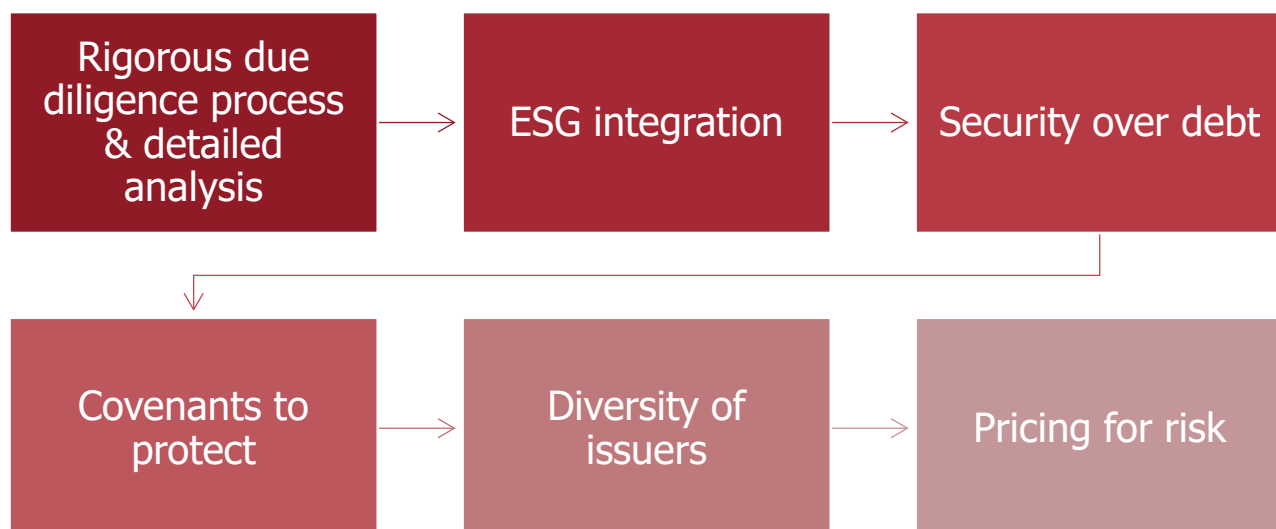 Rigorous due
diligence process
& detailed
analysis
ESG integration
Security over debt
Covenants to
protect
Diversity of
issuers
Pricing for risk